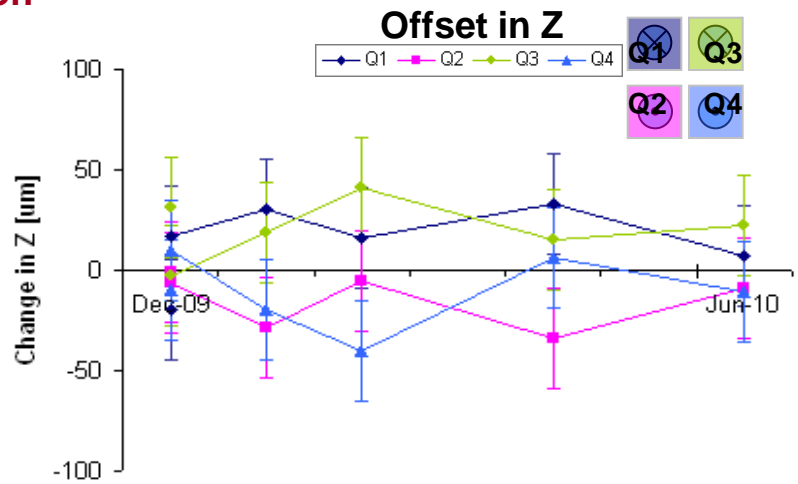 Offset in Z
Q1 Q2 Q3 Q4
Q1 Q3
Q2 Q4
100
50
0
-50
-100
Change in Z [um]
Dec-09
Jun-10